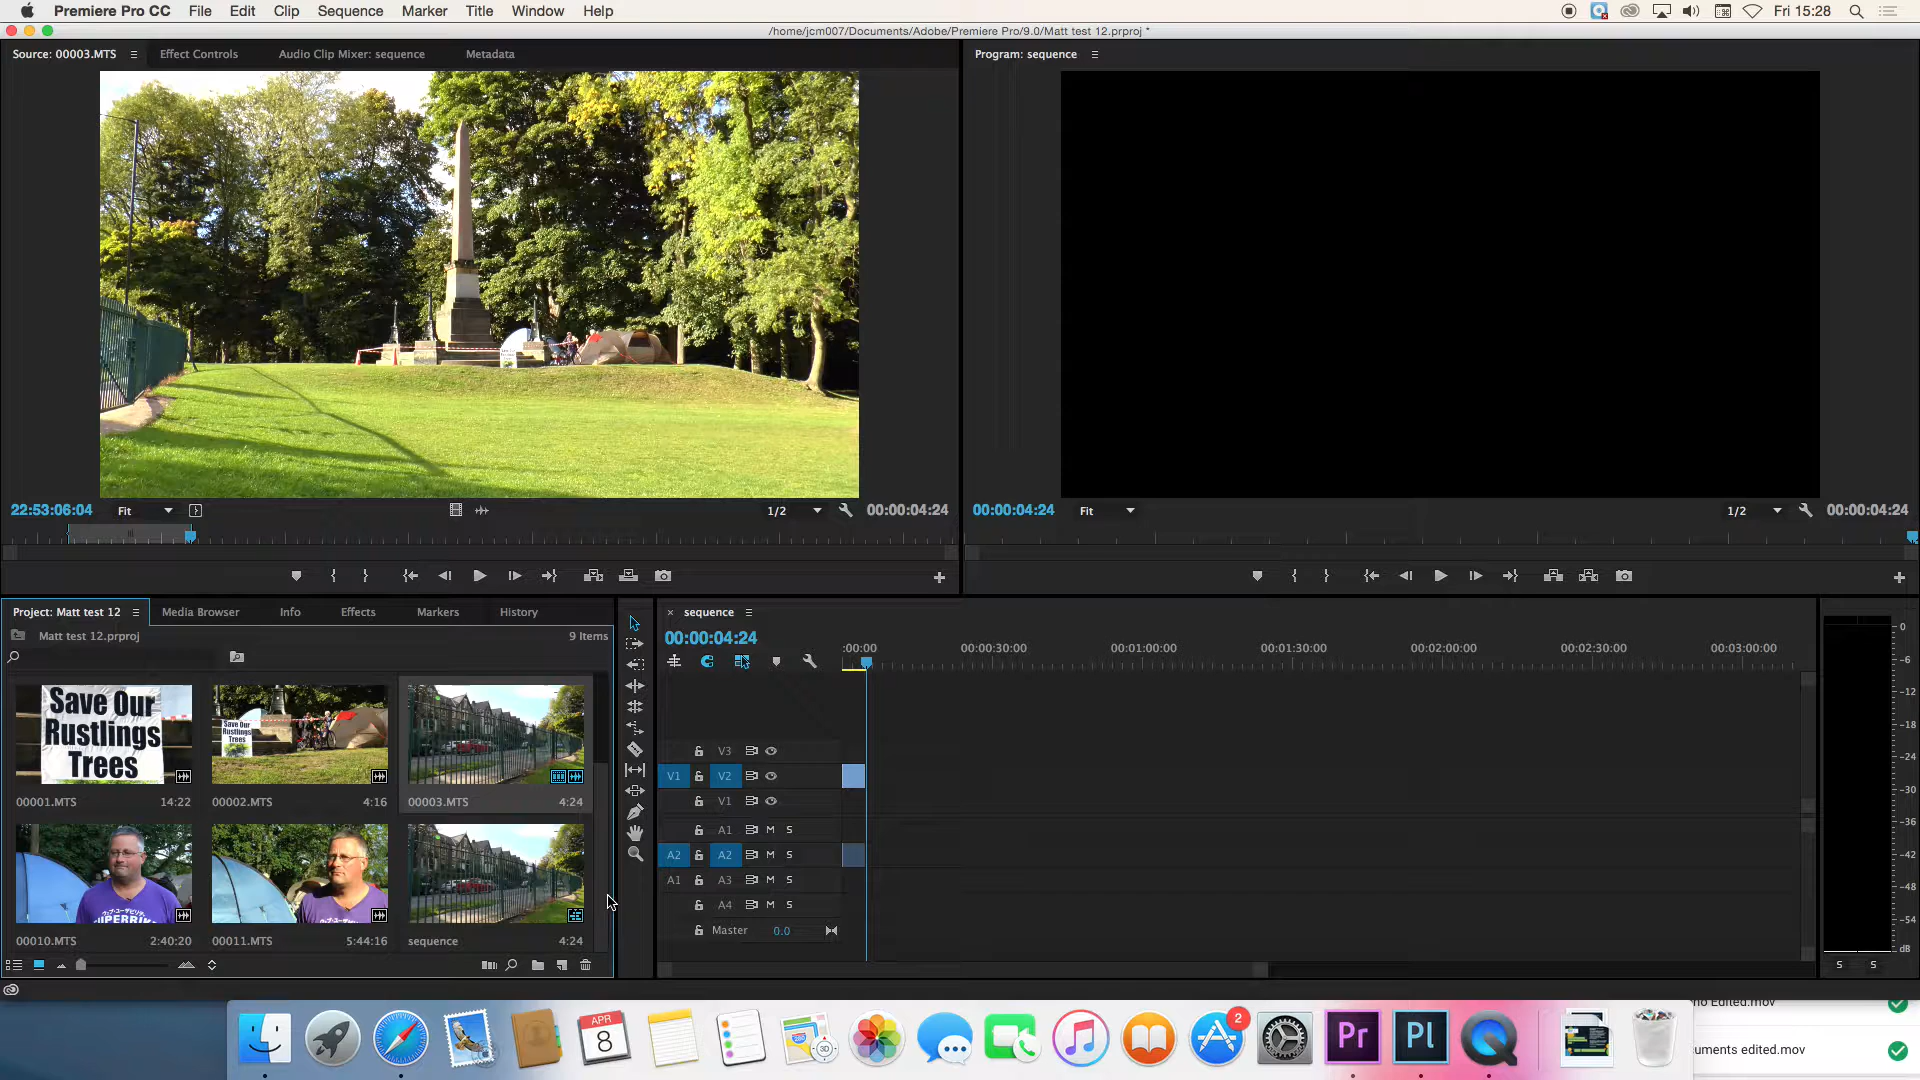 Premiere Pro CC File Edit Clip Sequence Marker Title Window Help Fri 15:28
/home/jcm007/Documents/Adobe/Premiere Pro/9.0/Matt test 12.prproj *
Source: 00003.MTS Effect Controls Audio Clip Mixer: sequence Metadata
Program: sequence
22:53:06:04 Fit 1/2 00:00:04:24
00:00:04:24 Fit 1/2 00:00:04:24
Project: Matt test 12 Media Browser Info Effects Markers History
Matt test 12.prproj 9 Items
Save Our
Rustlings
Trees
Save Our
Rustlings
Trees
00001.MTS 14:22
00002.MTS 4:16
00003.MTS 4:24
SUPERBIKE
00010.MTS 2:40:20
00011.MTS 5:44:16
sequence 4:24
× sequence
00:00:04:24
:00:00 00:00:30:00 00:01:00:00 00:01:30:00 00:02:00:00 00:02:30:00 00:03:00:00
V3
V1 V2
V1
A1 M S
A2 A2 M S
A1 A3 M S
A4 M S
Master 0.0
0
-6
-12
-18
-24
-30
-36
-42
-48
-54
dB
S S
APR
8
3D
2
Pr
Pl
no Edited.mov
uments edited.mov